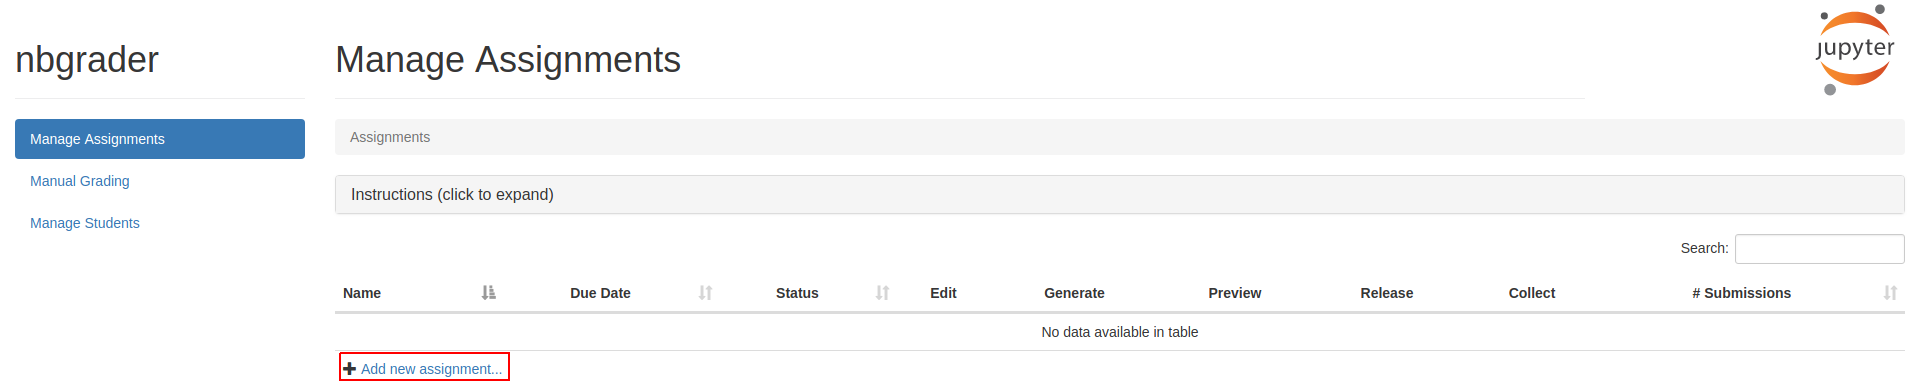 nbgrader
Manage Assignments
jupyter
Manage Assignments
Manual Grading
Manage Students
Assignments
Instructions (click to expand)
Search:
Name Due Date Status Edit Generate Preview Release Collect # Submissions
No data available in table
Add new assignment...